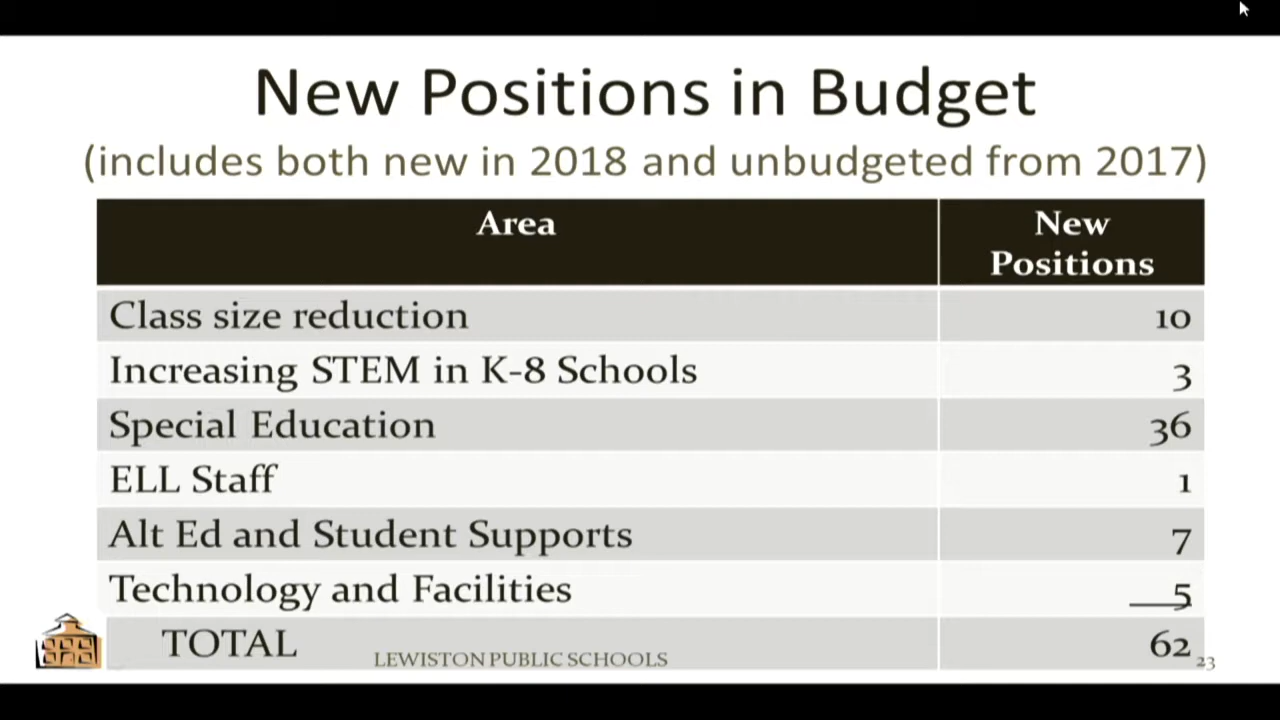 New Positions in Budget
(includes both new in 2018 and unbudgeted from 2017)
Area New Positions
Class size reduction 10
Increasing STEM in K-8 Schools 3
Special Education 36
ELL Staff 1
Alt Ed and Student Supports 7
Technology and Facilities 5
TOTAL 62
LEWISTON PUBLIC SCHOOLS 23